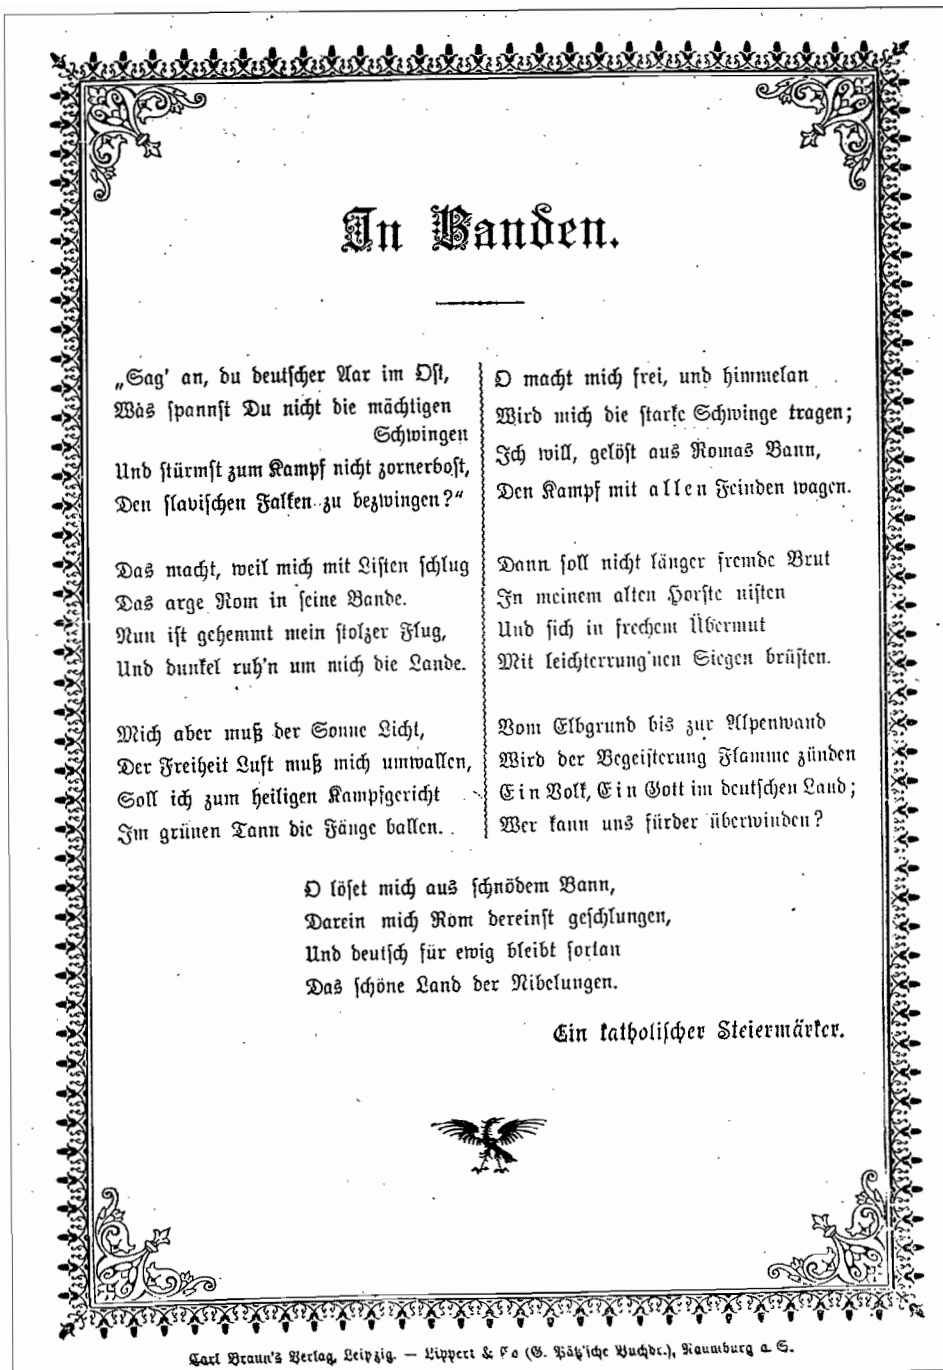 In Banden.
„Sag' an, du deutscher Aar im Ost,
Was spannst Du nicht die mächtigen
Schwingen
Und stürmst zum Kampf nicht zornerbost,
Den slavischen Falken zu bezwingen?“
Das macht, weil mich mit Listen schlug
Das arge Rom in seine Bande.
Nun ist gehemmt mein stolzer Flug,
Und dunkel ruh'n um mich die Lande.
Mich aber muß der Sonne Licht,
Der Freiheit Luft muß mich umwallen,
Soll ich zum heiligen Kampfgericht
Im grünen Tann die Fänge ballen.
O macht mich frei, und himmelan
Wird mich die starke Schwinge tragen;
Ich will, gelöst aus Romas Bann,
Den Kampf mit allen Feinden wagen.
Dann soll nicht länger fremde Brut
In meinem alten Horste nisten
Und sich in frechem Übermut
Mit leichterrung'nen Siegen brüsten.
Vom Elbgrund bis zur Alpenwand
Wird der Begeisterung Flamme zünden
Ein Volk, Ein Gott im deutschen Land;
Wer kann uns fürder überwinden?
O löset mich aus schnödem Bann,
Darein mich Rom dereinst geschlungen,
Und deutsch für ewig bleibt fortan
Das schöne Land der Nibelungen.
Ein katholischer Steiermärker.
Carl Braun's Verlag, Leipzig. — Lippert & Co (G. Pätz'sche Buchdr.), Naumburg a. S.